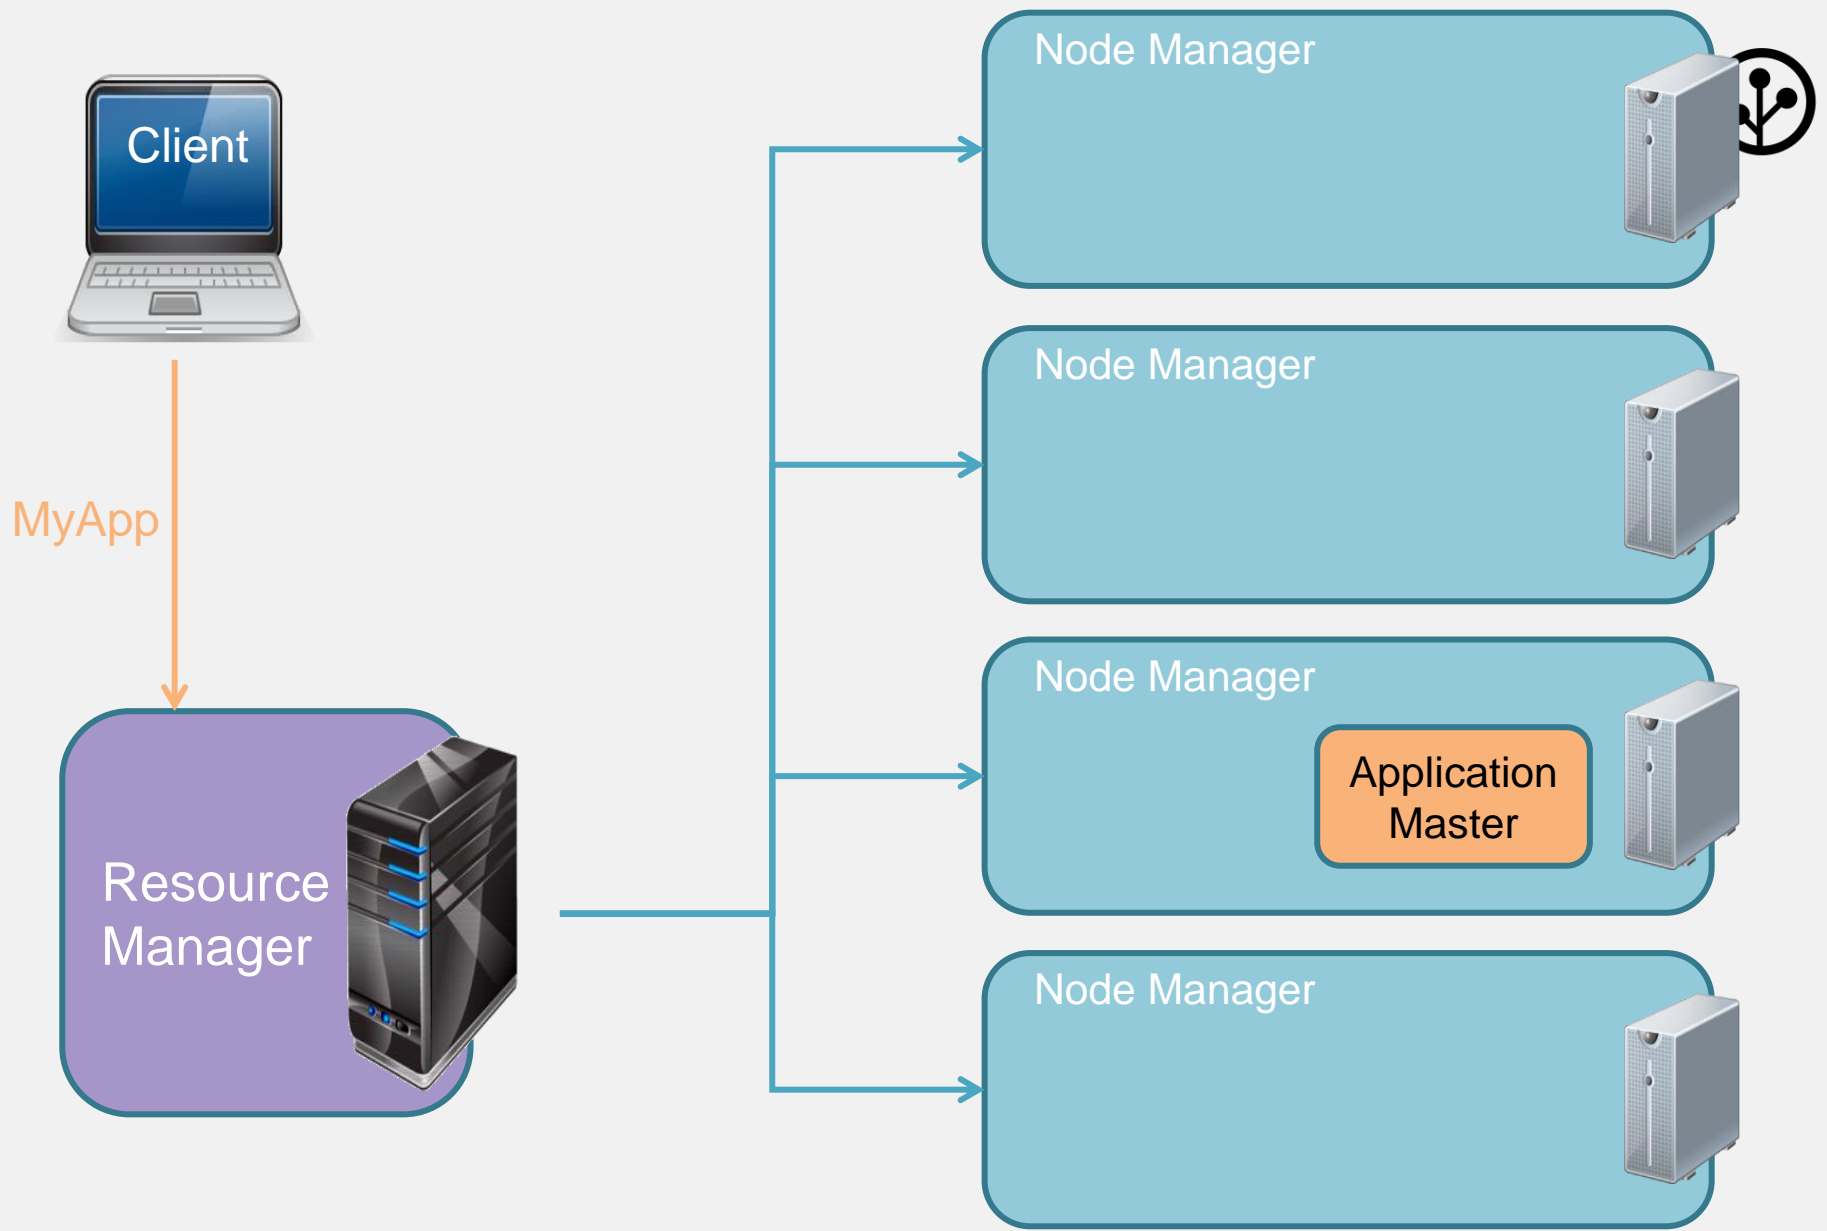 Client
MyApp
Resource
Manager
Node Manager
Node Manager
Node Manager
Application
Master
Node Manager